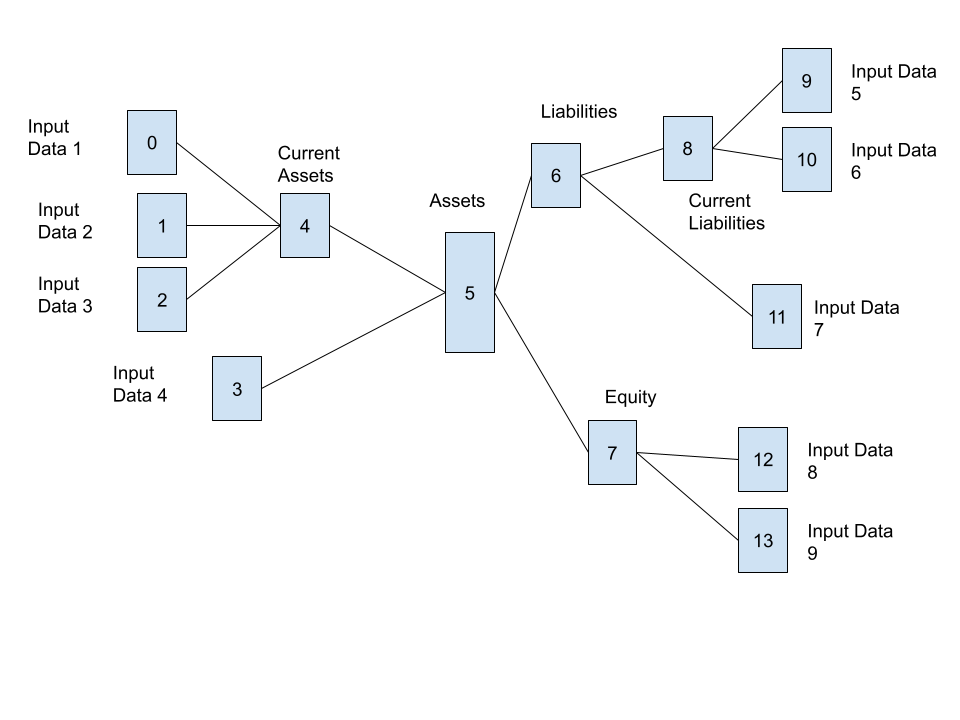 Input
Data 1
0
Input
Data 2
1
Input
Data 3
2
Input
Data 4
3
Current
Assets
4
Assets
5
Liabilities
6
8
Current
Liabilities
9
Input Data
5
10
Input Data
6
11
Input Data
7
Equity
7
12
Input Data
8
13
Input Data
9